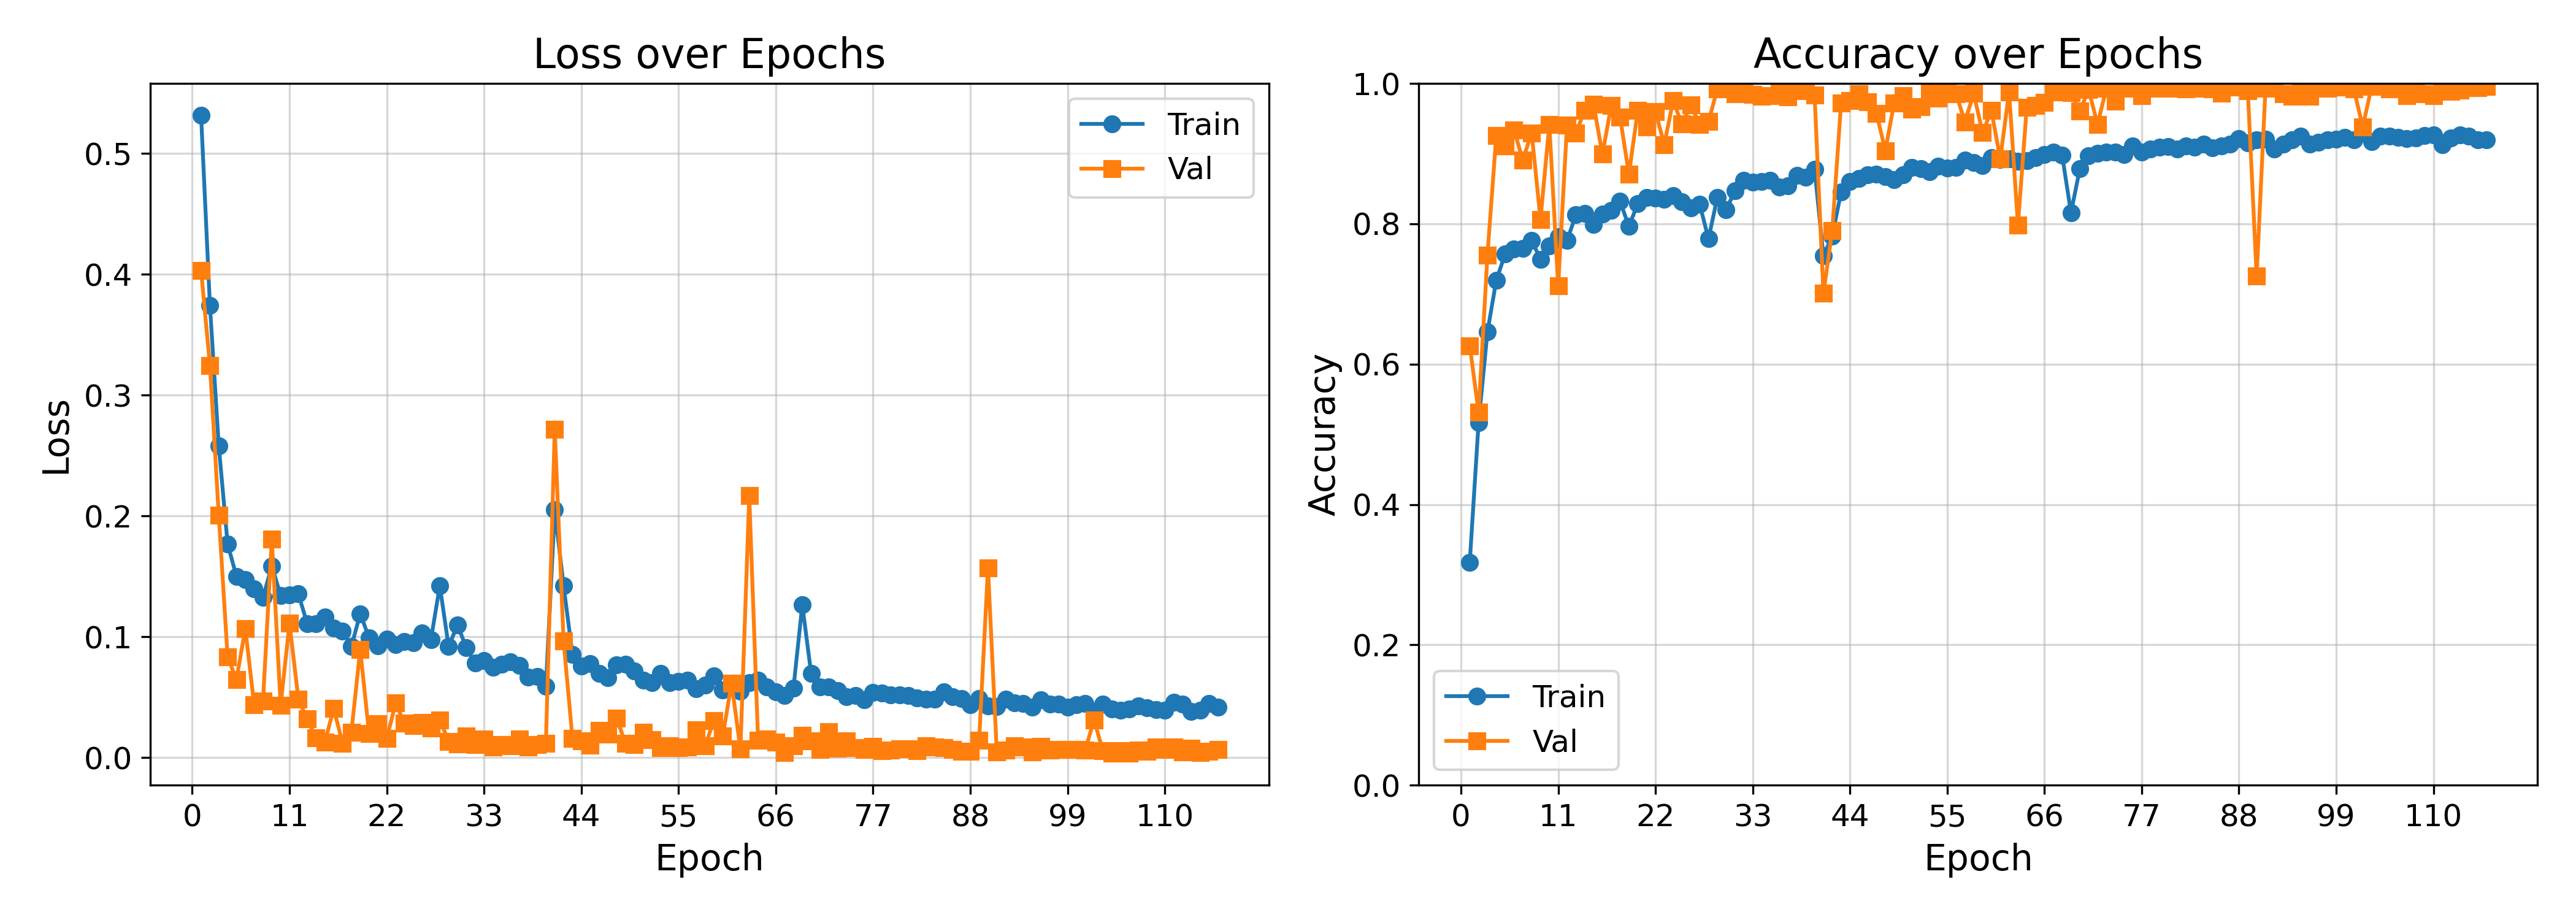 Loss over Epochs
Loss
0.5
0.4
0.3
0.2
0.1
0.0
0 11 22 33 44 55 66 77 88 99 110
Epoch
Train
Val
Accuracy over Epochs
Accuracy
1.0
0.8
0.6
0.4
0.2
0.0
0 11 22 33 44 55 66 77 88 99 110
Epoch
Train
Val